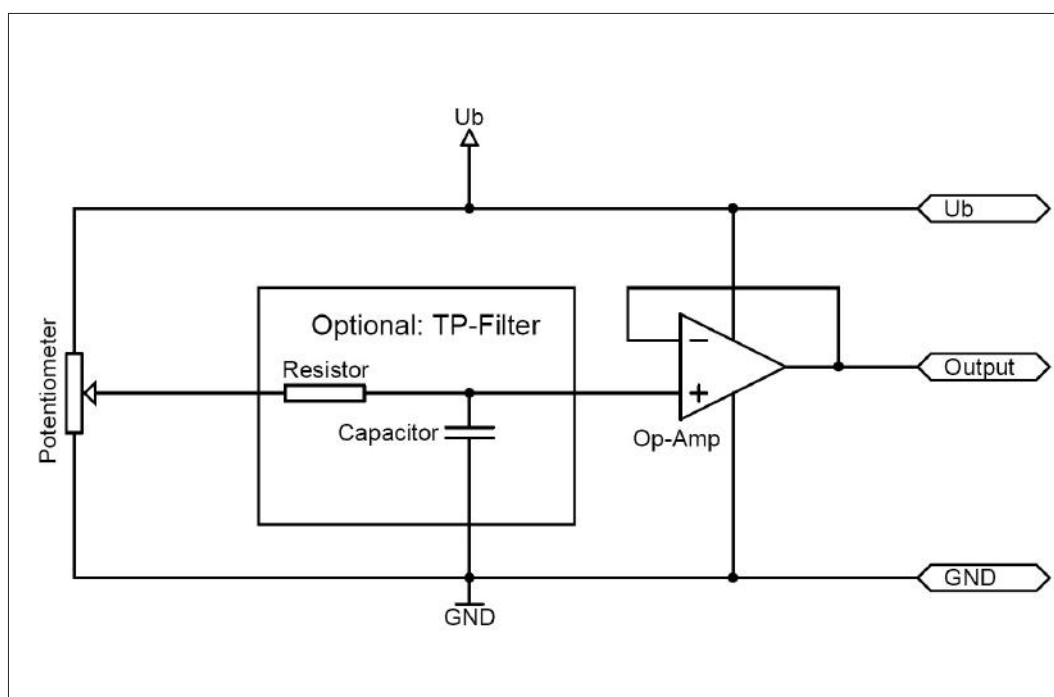 Ub
Ub
Optional: TP-Filter
Resistor
Potentiometer
−
Output
+
Capacitor
Op-Amp
GND
GND